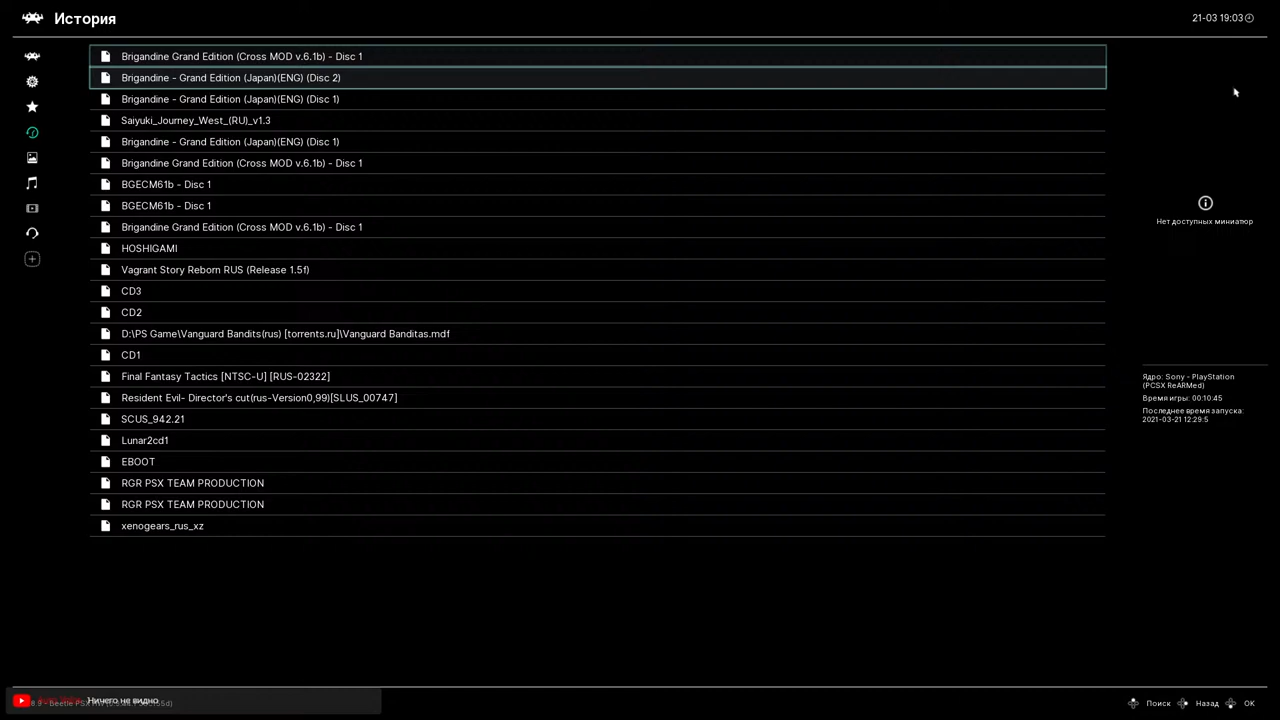 История
21-03 19:03
Brigandine Grand Edition (Cross MOD v.6.1b) - Disc 1
Brigandine - Grand Edition (Japan)(ENG) (Disc 2)
Brigandine - Grand Edition (Japan)(ENG) (Disc 1)
Saiyuki_Journey_West_(RU)_v1.3
Brigandine - Grand Edition (Japan)(ENG) (Disc 1)
Brigandine Grand Edition (Cross MOD v.6.1b) - Disc 1
BGECM61b - Disc 1
BGECM61b - Disc 1
Brigandine Grand Edition (Cross MOD v.6.1b) - Disc 1
HOSHIGAMI
Vagrant Story Reborn RUS (Release 1.5f)
CD3
CD2
D:\PS Game\Vanguard Bandits(rus) [torrents.ru]\Vanguard Banditas.mdf
CD1
Final Fantasy Tactics [NTSC-U] [RUS-02322]
Resident Evil- Director's cut(rus-Version0,99)[SLUS_00747]
SCUS_942.21
Lunar2cd1
EBOOT
RGR PSX TEAM PRODUCTION
RGR PSX TEAM PRODUCTION
xenogears_rus_xz
Нет доступных миниатюр
Ядро: Sony - PlayStation
(PCSX ReARMed)
Время игры: 00:10:45
Последнее время запуска:
2021-03-21 12:29:5
Ничего не видно
Поиск
Назад
OK